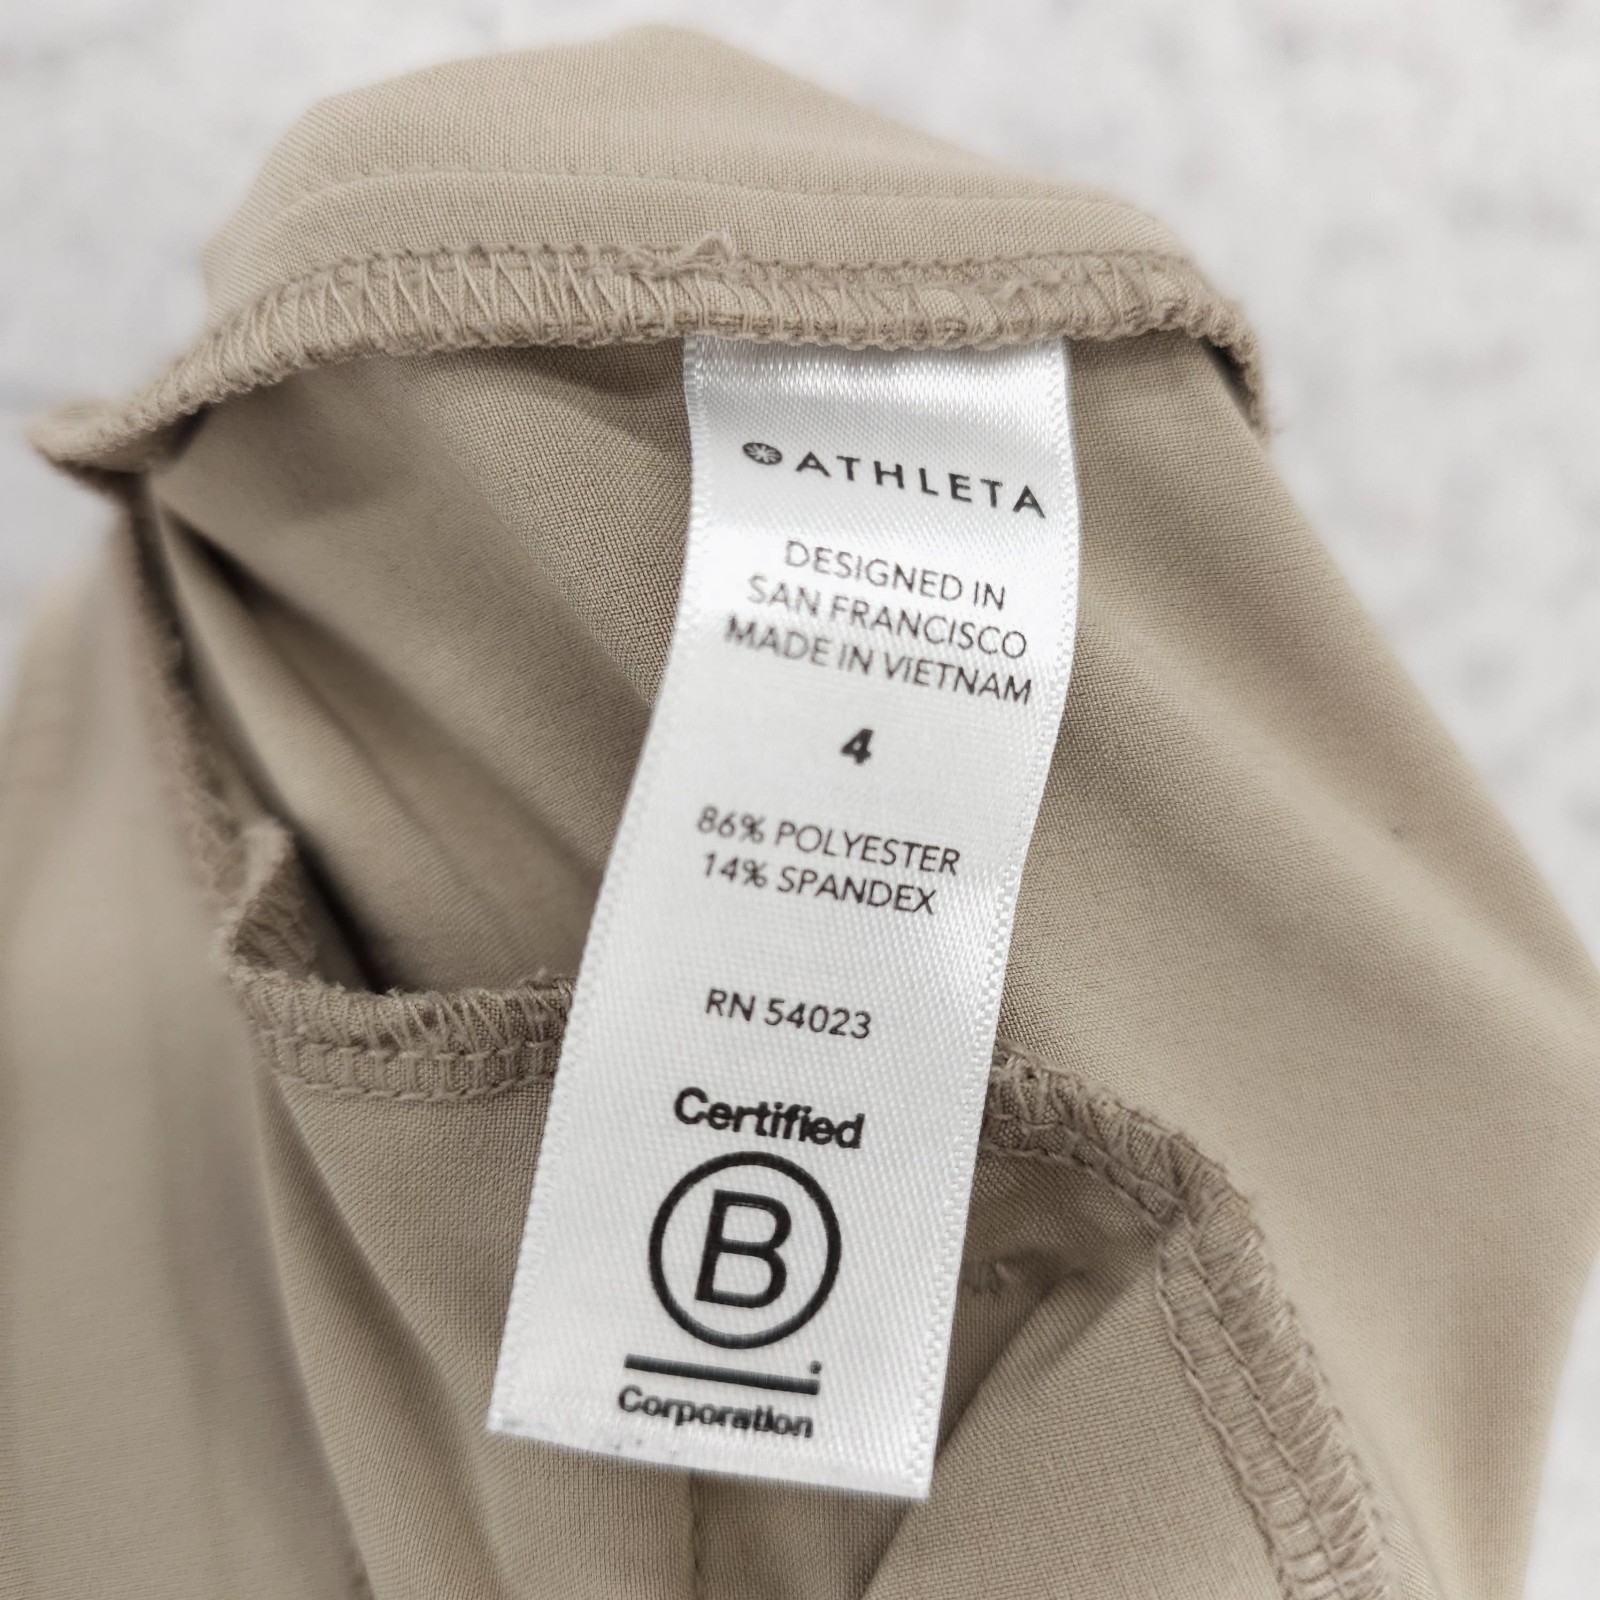 ATHLETA
DESIGNED IN
SAN FRANCISCO
MADE IN VIETNAM
4
86% POLYESTER
14% SPANDEX
RN 54023
Certified
B
Corporation